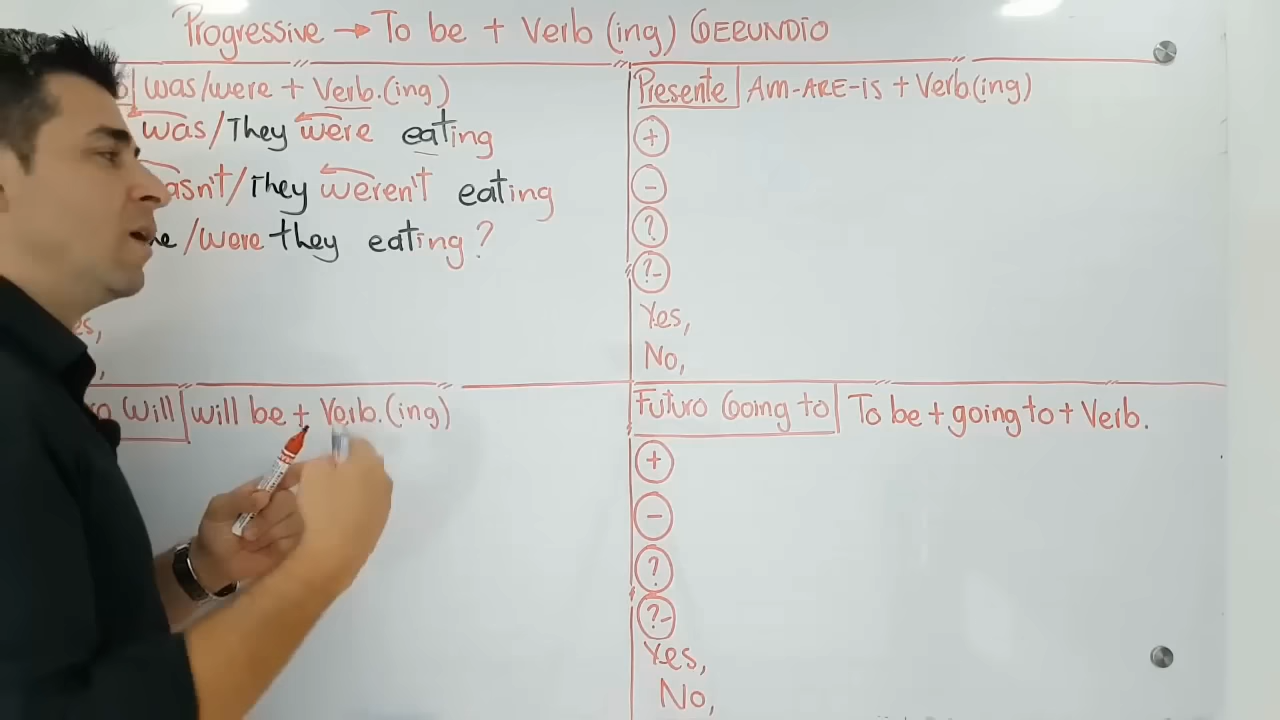 Progressive → To be + Verb (ing) GERUNDIO
was/were + Verb.(ing)
was/They were eating
/They weren't eating
/were they eating?
Presente Am-ARE-is + Verb(ing)
+
-
?
?-
Yes,
No,
Will will be + Verb.(ing)
Futuro Going to To be + going to + Verb.
+
-
?
?-
Yes,
No,